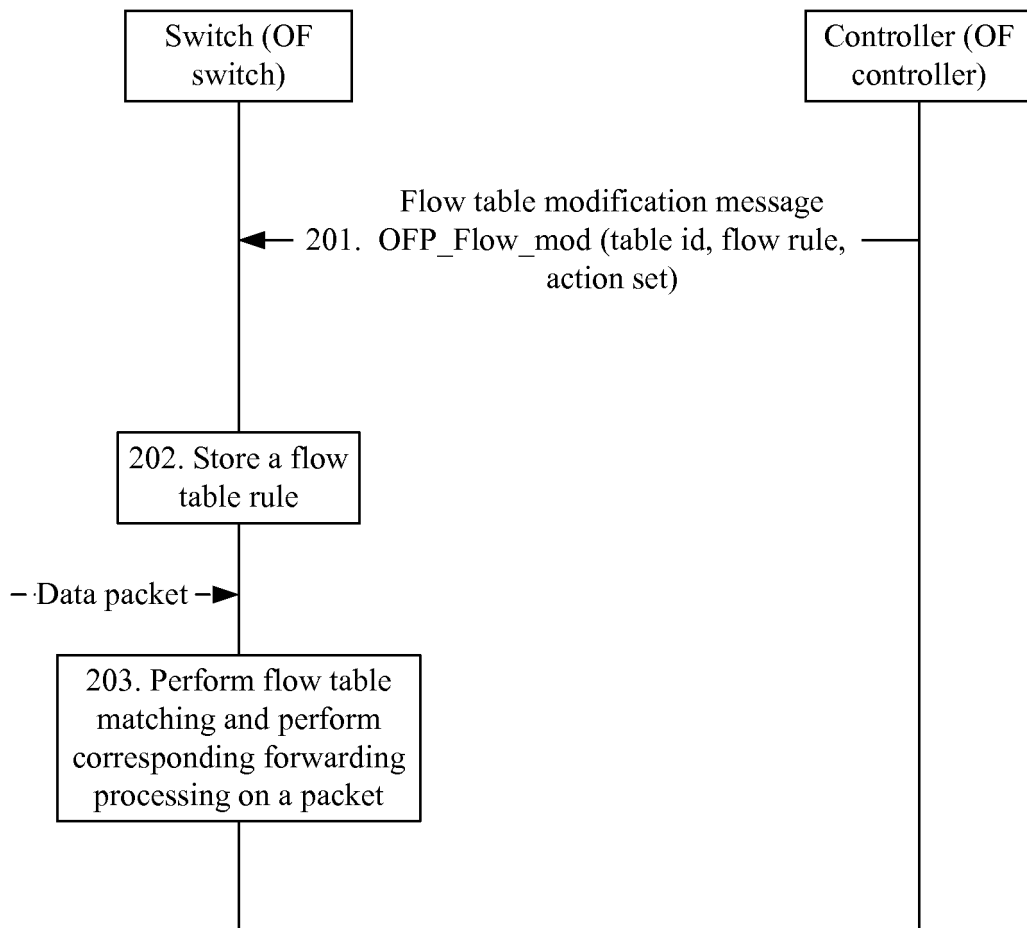 Switch (OF
switch)
Controller (OF
controller)
Flow table modification message
201. OFP_Flow_mod (table id, flow rule,
action set)
202. Store a flow
table rule
Data packet
203. Perform flow table
matching and perform
corresponding forwarding
processing on a packet